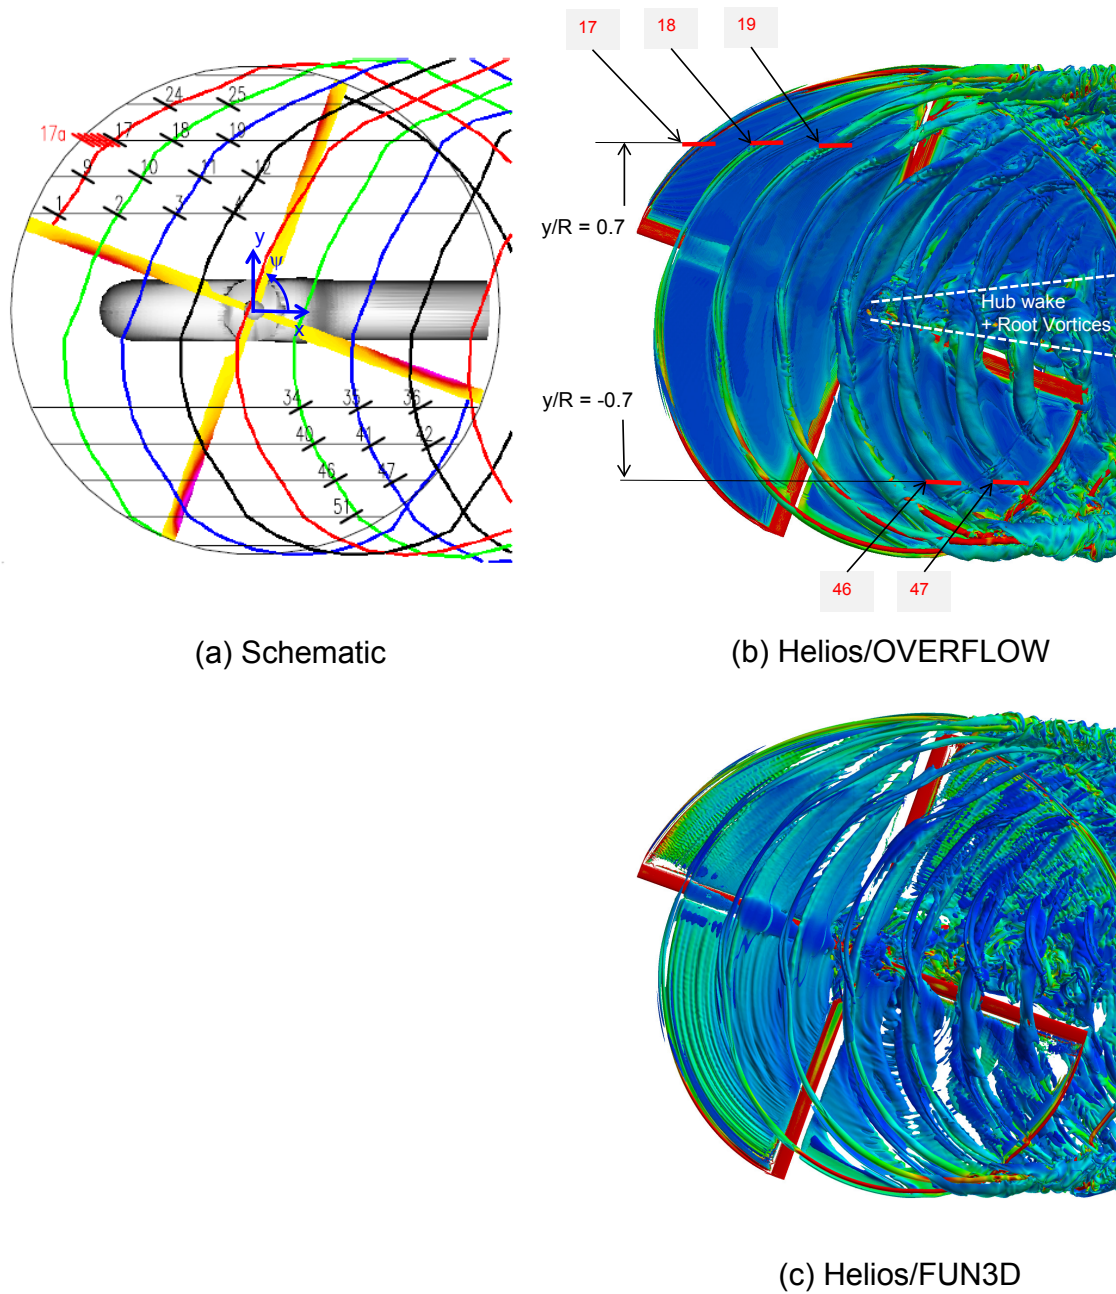 17
18
19
24
25
17a
17
18
19
9
10
11
12
1
2
3
4
y
ψ
x
34
35
36
40
41
42
46
47
51
y/R = 0.7
Hub wake
+ Root Vortices
y/R = -0.7
46
47
(a) Schematic
(b) Helios/OVERFLOW
(c) Helios/FUN3D